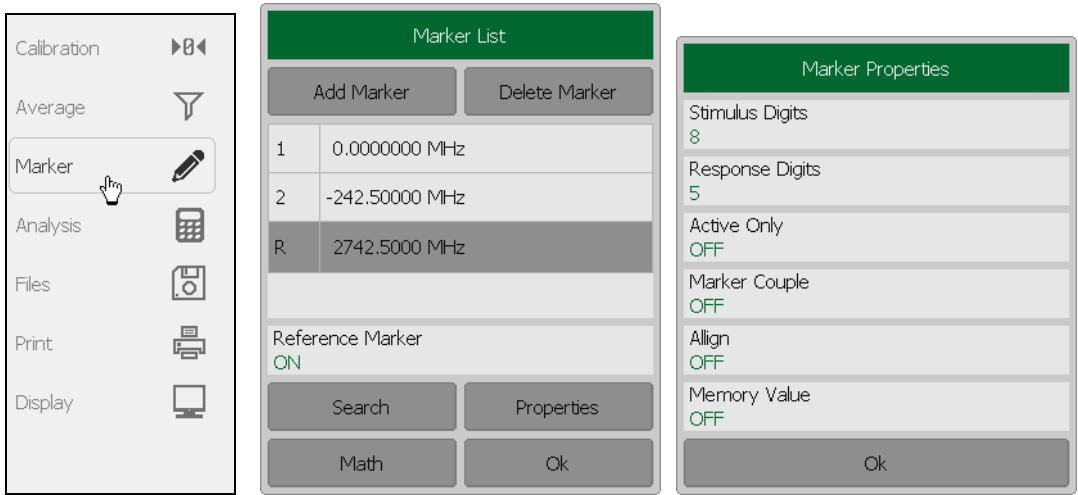 Calibration
Average
Marker
Analysis
Files
Print
Display
Marker List
Add Marker Delete Marker
1 0.0000000 MHz
2 -242.50000 MHz
R 2742.5000 MHz
Reference Marker
ON
Search Properties
Math Ok
Marker Properties
Stimulus Digits
8
Response Digits
5
Active Only
OFF
Marker Couple
OFF
Allign
OFF
Memory Value
OFF
Ok